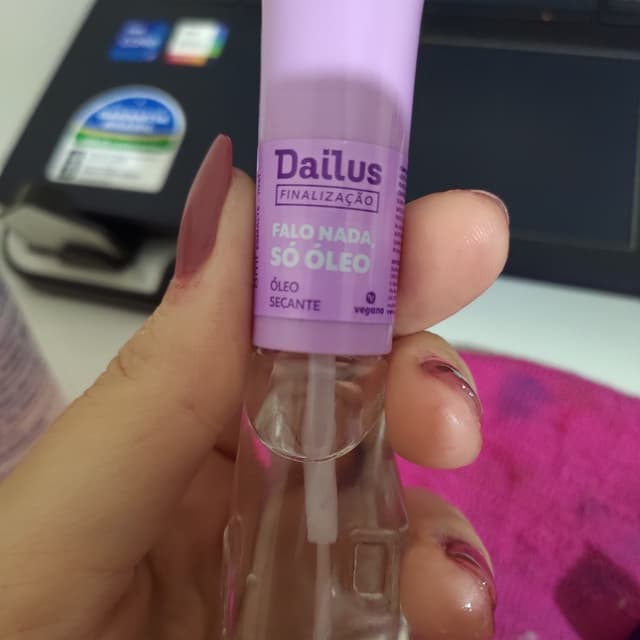 Dailus
FINALIZAÇÃO
FALO NADA,
SÓ ÓLEO
ÓLEO
SECANTE
vegano